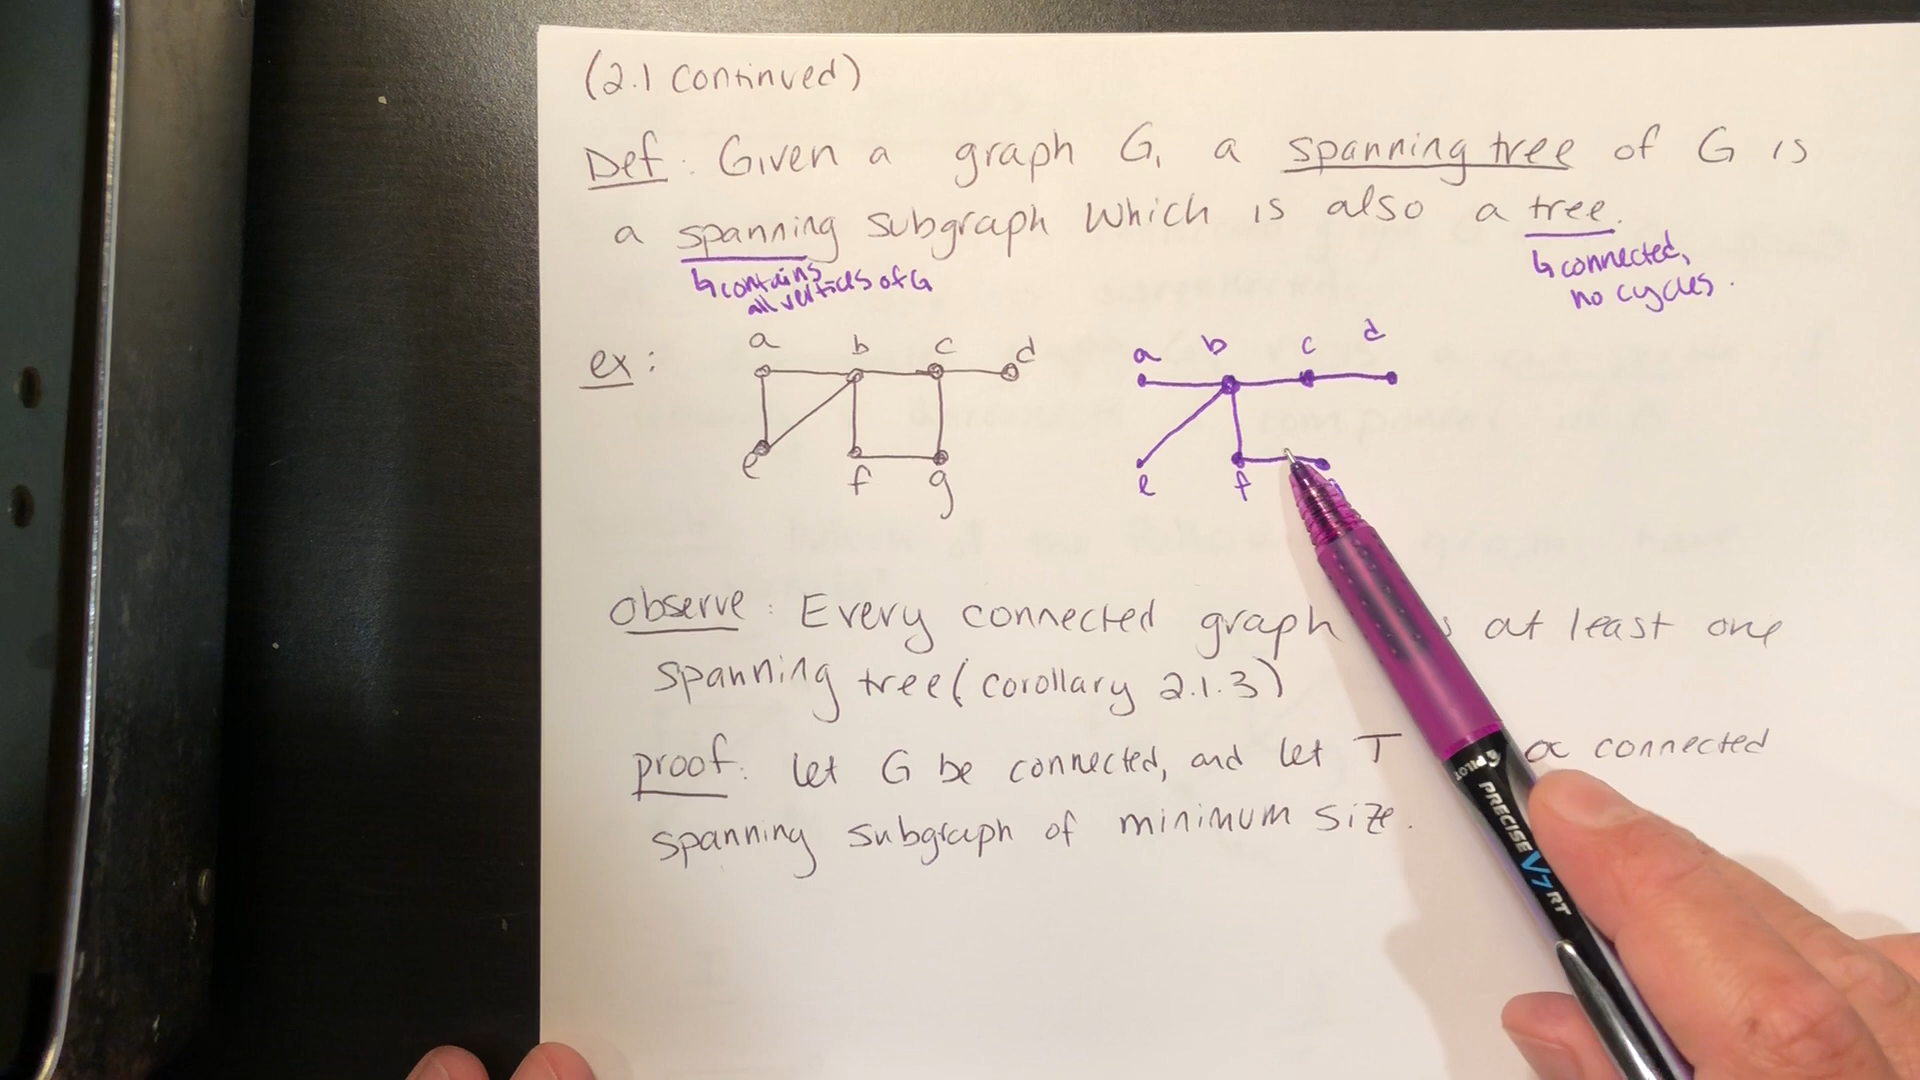 (2.1 continued)
Def: Given a graph G, a spanning tree of G is
a spanning subgraph which is also a tree.
↳ contains all vertices of G
↳ connected, no cycles.
ex:
a b c d
e f g
a b c d
e f
Observe: Every connected graph at least one
spanning tree (corollary 2.1.3)
proof: Let G be connected, and let T a connected
spanning subgraph of minimum size.
PILOT PRECISE V7 RT